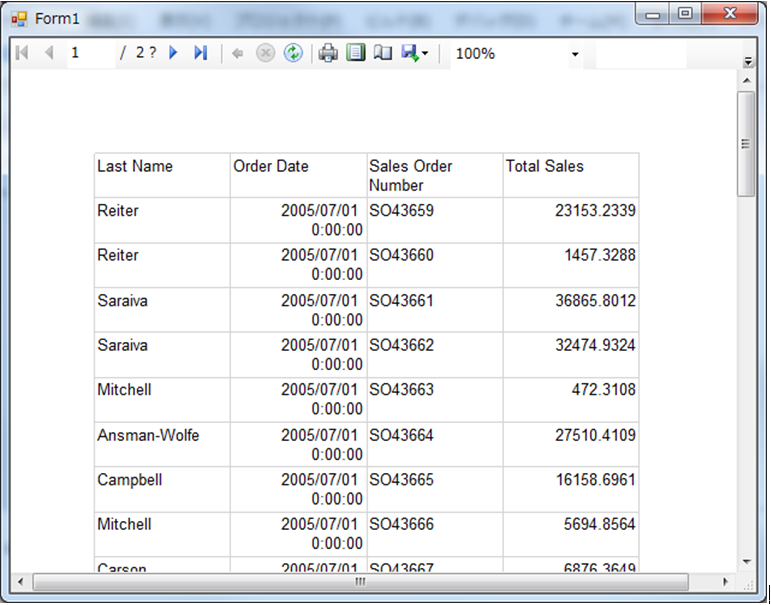 Form1
1 / 2 ? 100%
Last Name Order Date Sales Order Number Total Sales
Reiter 2005/07/01 0:00:00 SO43659 23153.2339
Reiter 2005/07/01 0:00:00 SO43660 1457.3288
Saraiva 2005/07/01 0:00:00 SO43661 36865.8012
Saraiva 2005/07/01 0:00:00 SO43662 32474.9324
Mitchell 2005/07/01 0:00:00 SO43663 472.3108
Ansman-Wolfe 2005/07/01 0:00:00 SO43664 27510.4109
Campbell 2005/07/01 0:00:00 SO43665 16158.6961
Mitchell 2005/07/01 0:00:00 SO43666 5694.8564
Carson 2005/07/01 SO43667 6876.3649